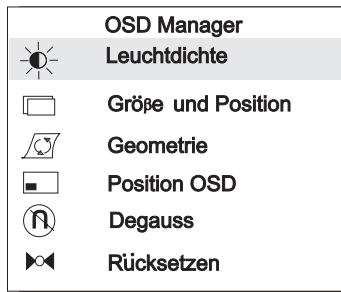 OSD Manager
Leuchtdichte
Größe und Position
Geometrie
Position OSD
Degauss
Rücksetzen